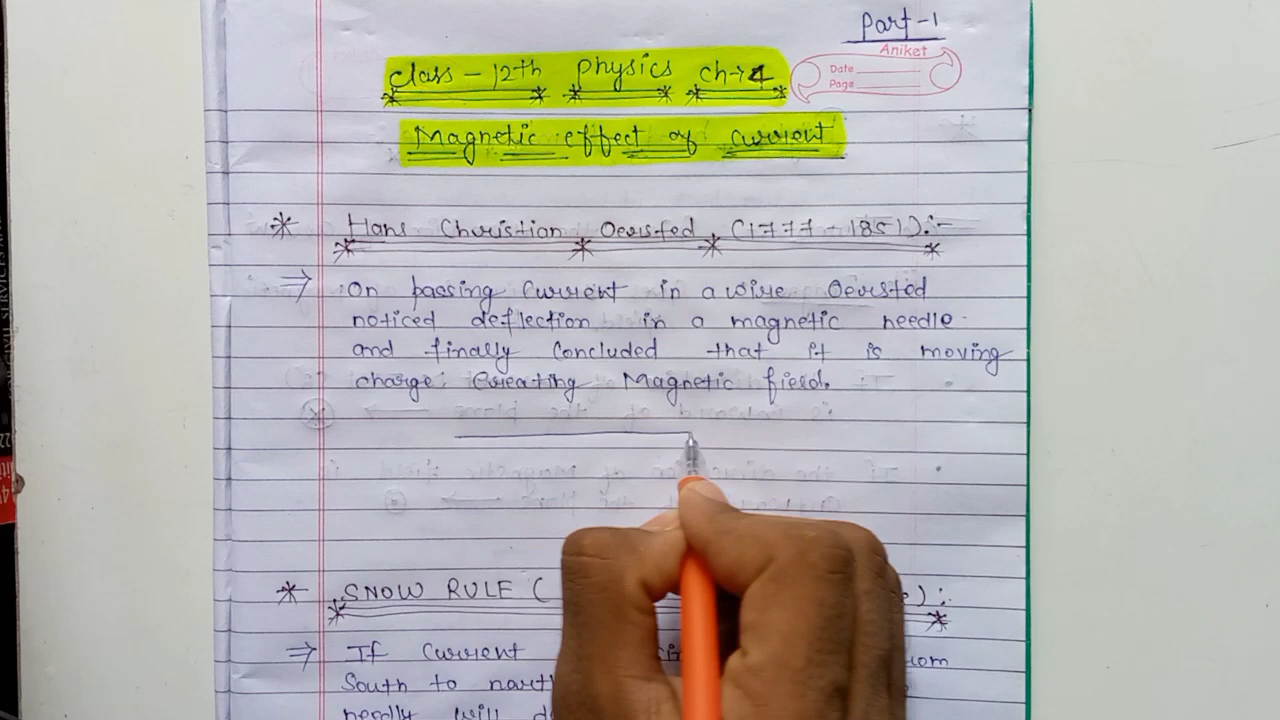 Part-1
Aniket
Date
Page
Class - 12th Physics ch→4
Magnetic effect of current
* Hans Christian Oersted (1777 - 1851):-
⇒ On passing current in a wire Oersted
noticed deflection in a magnetic needle
and finally concluded that it is moving
charge creating Magnetic field.
* SNOW RULE (
⇒ If current
South to
needly will